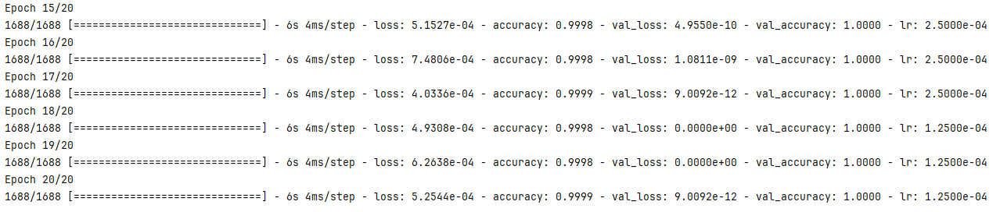 Epoch 15/20
1688/1688 [==============================] - 6s 4ms/step - loss: 5.1527e-04 - accuracy: 0.9998 - val_loss: 4.9550e-10 - val_accuracy: 1.0000 - lr: 2.5000e-04
Epoch 16/20
1688/1688 [==============================] - 6s 4ms/step - loss: 7.4806e-04 - accuracy: 0.9998 - val_loss: 1.0811e-09 - val_accuracy: 1.0000 - lr: 2.5000e-04
Epoch 17/20
1688/1688 [==============================] - 6s 4ms/step - loss: 4.0336e-04 - accuracy: 0.9999 - val_loss: 9.0092e-12 - val_accuracy: 1.0000 - lr: 2.5000e-04
Epoch 18/20
1688/1688 [==============================] - 6s 4ms/step - loss: 4.9308e-04 - accuracy: 0.9998 - val_loss: 0.0000e+00 - val_accuracy: 1.0000 - lr: 1.2500e-04
Epoch 19/20
1688/1688 [==============================] - 6s 4ms/step - loss: 6.2638e-04 - accuracy: 0.9998 - val_loss: 0.0000e+00 - val_accuracy: 1.0000 - lr: 1.2500e-04
Epoch 20/20
1688/1688 [==============================] - 6s 4ms/step - loss: 5.2544e-04 - accuracy: 0.9999 - val_loss: 9.0092e-12 - val_accuracy: 1.0000 - lr: 1.2500e-04